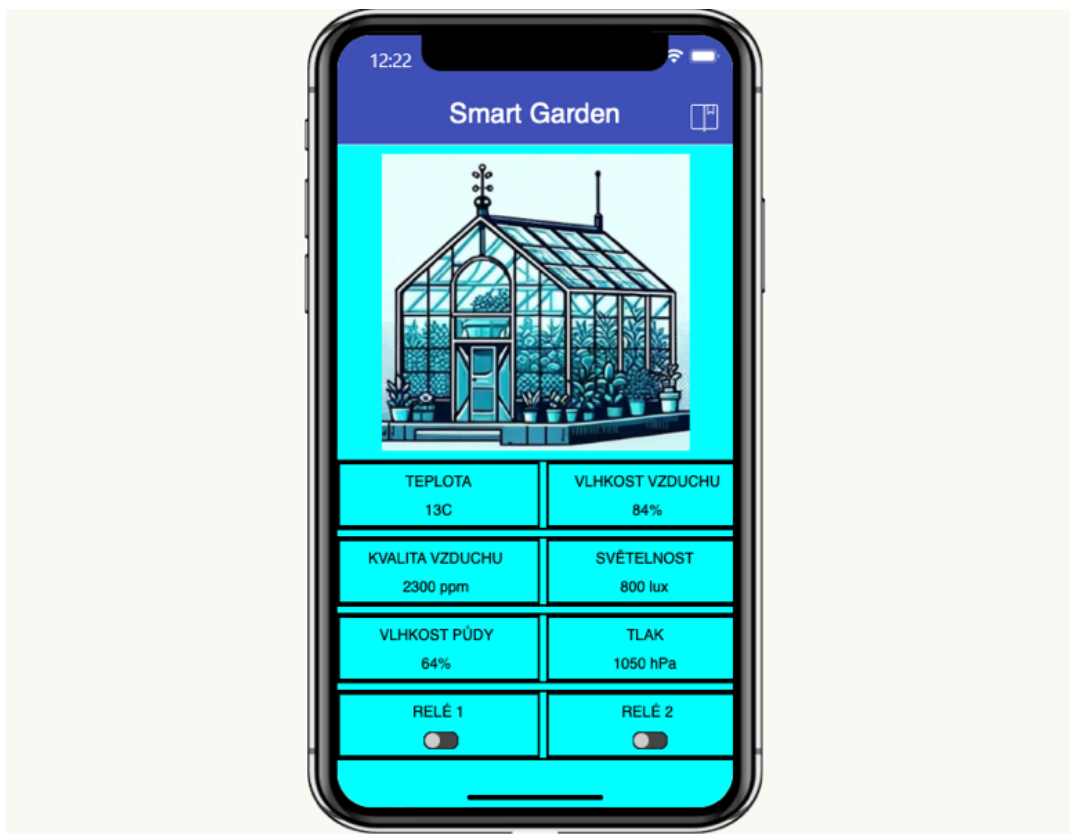 12:22
Smart Garden
TEPLOTA
13C
VLHKOST VZDUCHU
84%
KVALITA VZDUCHU
2300 ppm
SVĚTELNOST
800 lux
VLHKOST PŮDY
64%
TLAK
1050 hPa
RELÉ 1
RELÉ 2